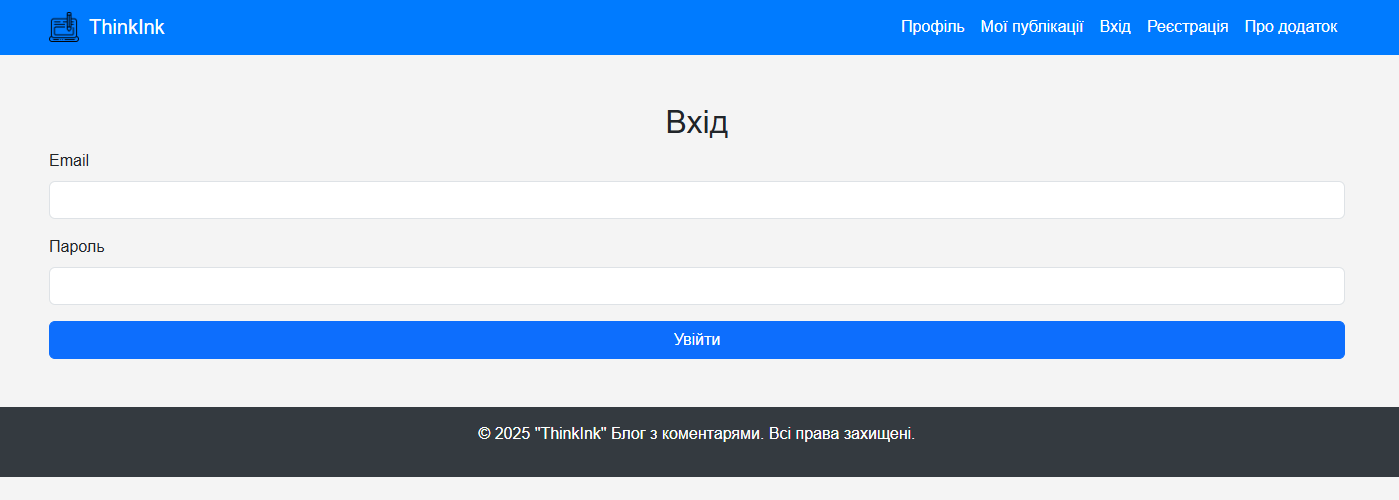 ThinkInk
Профіль Мої публікації Вхід Реєстрація Про додаток
Вхід
Email
Пароль
Увійти
© 2025 "ThinkInk" Блог з коментарями. Всі права захищені.